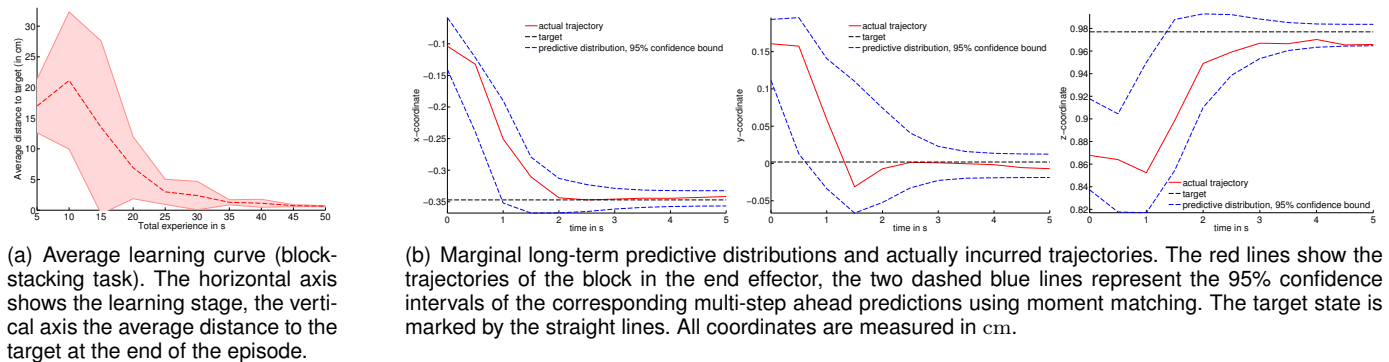 30
25
20
15
10
5
0
Average distance to target (in cm)
5 10 15 20 25 30 35 40 45 50
Total experience in s
actual trajectory
target
predictive distribution, 95% confidence bound
−0.1
−0.15
−0.2
−0.25
−0.3
−0.35
x−coordinate
0 1 2 3 4 5
time in s
actual trajectory
target
predictive distribution, 95% confidence bound
0.15
0.1
0.05
0
−0.05
y−coordinate
0 1 2 3 4 5
time in s
0.98
0.96
0.94
0.92
0.9
0.88
0.86
0.84
0.82
z−coordinate
actual trajectory
target
predictive distribution, 95% confidence bound
0 1 2 3 4 5
time in s
(a) Average learning curve (block-
stacking task). The horizontal axis
shows the learning stage, the verti-
cal axis the average distance to the
target at the end of the episode.
(b) Marginal long-term predictive distributions and actually incurred trajectories. The red lines show the
trajectories of the block in the end effector, the two dashed blue lines represent the 95% confidence
intervals of the corresponding multi-step ahead predictions using moment matching. The target state is
marked by the straight lines. All coordinates are measured in cm.